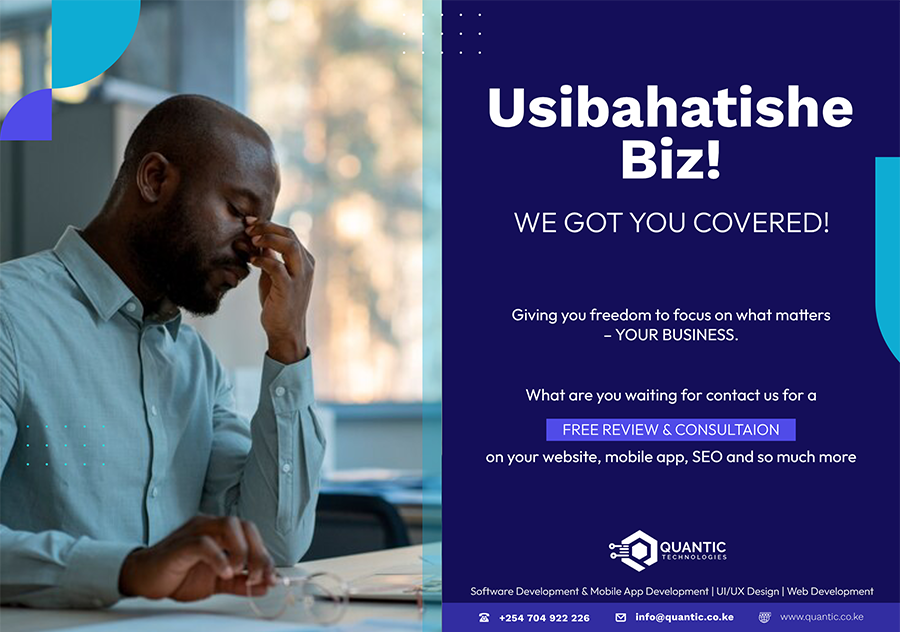 Usibahatishe
Biz!
WE GOT YOU COVERED!
Giving you freedom to focus on what matters
– YOUR BUSINESS.
What are you waiting for contact us for a
FREE REVIEW & CONSULTAION
on your website, mobile app, SEO and so much more
QUANTIC
TECHNOLOGIES
Software Development & Mobile App Development | UI/UX Design | Web Development
+254 704 922 226 info@quantic.co.ke www.quantic.co.ke